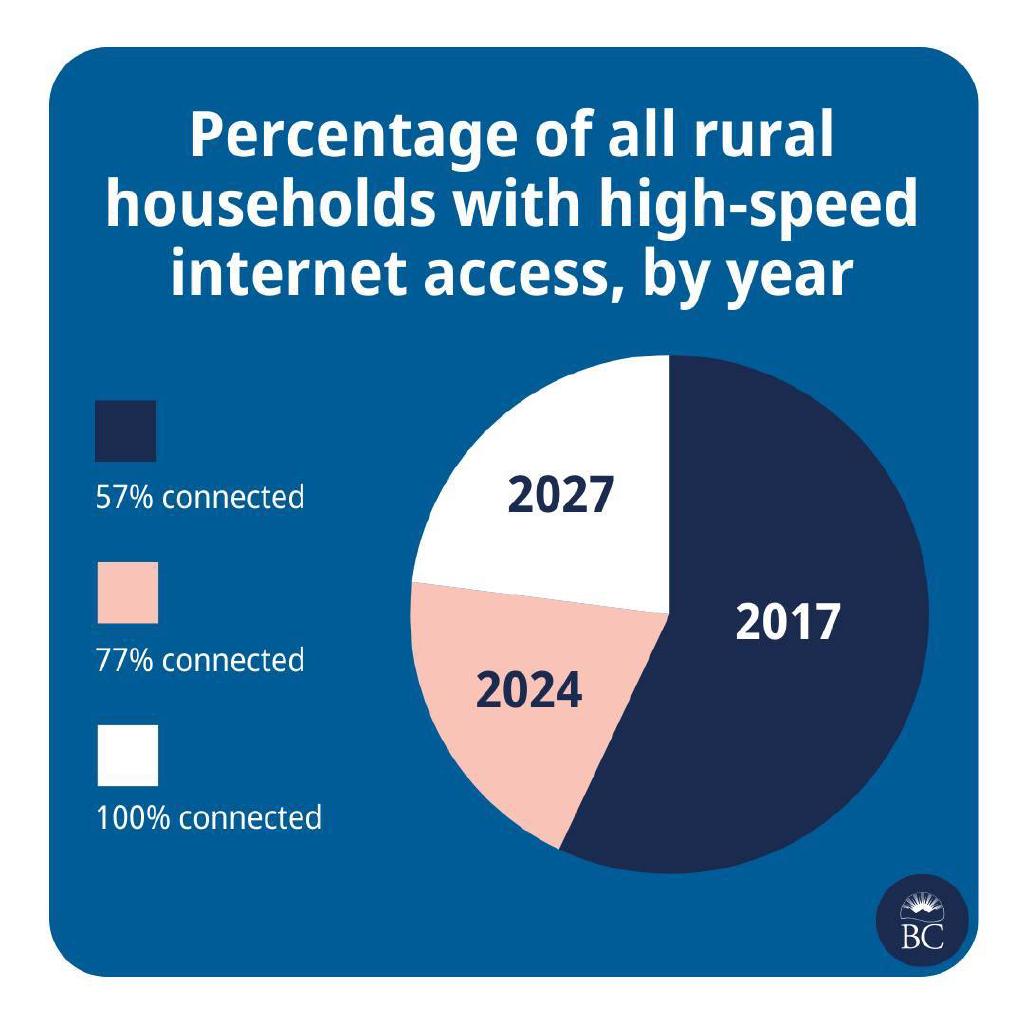 Percentage of all rural
households with high-speed
internet access, by year
57% connected
77% connected
100% connected
2027
2017
2024
BC